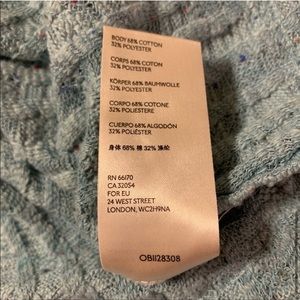 BODY 68% COTTON
32% POLYESTER
CORPS 68% COTON
32% POLYESTER
KÖRPER 68% BAUMWOLLE
32% POLYESTER
CORPO 68% COTONE
32% POLIESTERE
CUERPO 68% ALGODÓN
32% POLIÉSTER
身体 68% 棉 32% 涤纶
RN 66170
CA 32054
FOR EU
24 WEST STREET
LONDON, WC2H9NA
OB1128308